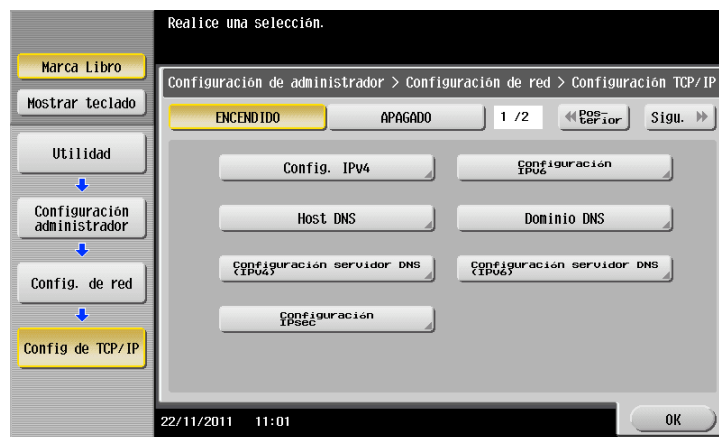 Realice una selección.
Marca Libro
Mostrar teclado
Utilidad
Configuración
administrador
Config. de red
Config de TCP/IP
Configuración de administrador > Configuración de red > Configuración TCP/IP
ENCENDIDO
APAGADO
1 /2
Pos-
terior
Sigu.
Config. IPv4
Configuración
IPv6
Host DNS
Dominio DNS
Configuración servidor DNS
(IPv4)
Configuración servidor DNS
(IPv6)
Configuración
IPsec
22/11/2011 11:01
OK